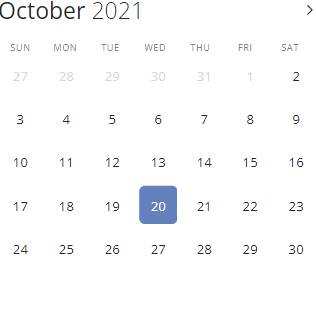 October 2021
SUN MON TUE WED THU FRI SAT
27 28 29 30 31 1 2
3 4 5 6 7 8 9
10 11 12 13 14 15 16
17 18 19 20 21 22 23
24 25 26 27 28 29 30